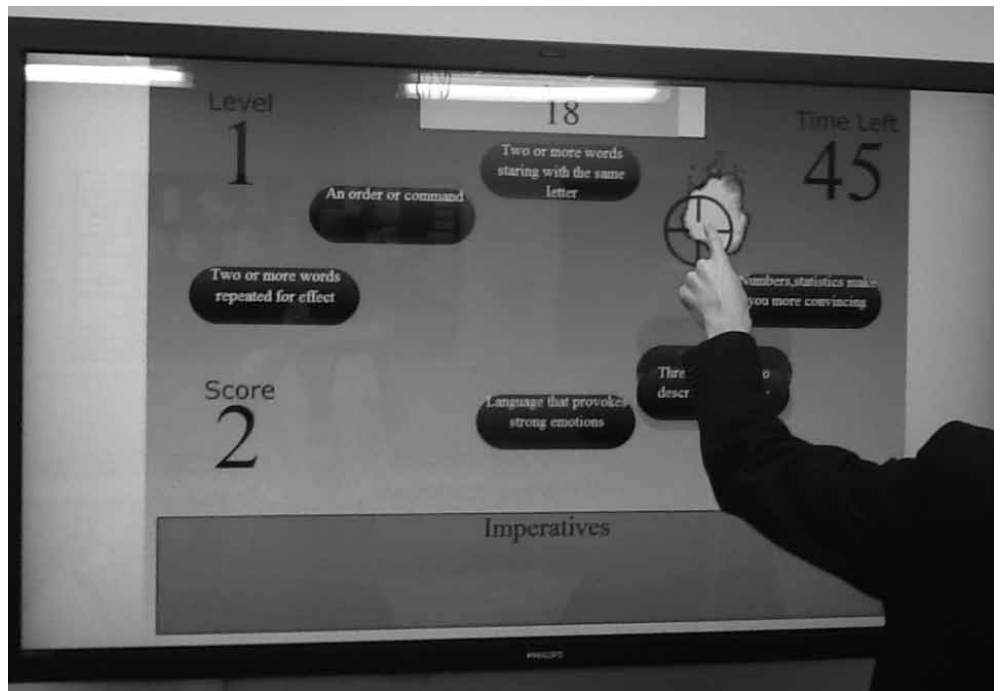 Level
1
18
Time Left
45
Two or more words
staring with the same
letter
An order or command
Two or more words
repeated for effect
Numbers,statistics make
you more convincing
Thre
descr
Language that provokes
strong emotions
Score
2
Imperatives
PHILIPS